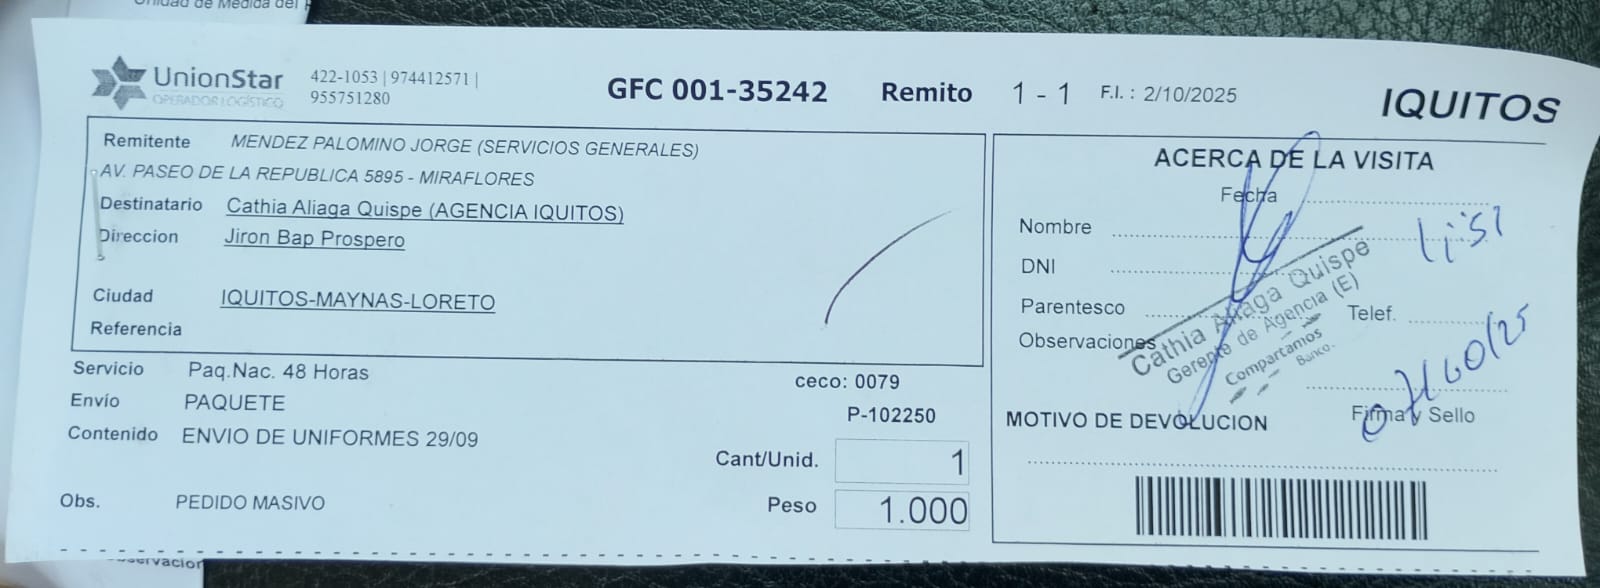 Unidad de Medida del
UnionStar
OPERADOR LOGÍSTICO
422-1053 | 974412571 |
955751280
GFC 001-35242 Remito 1 - 1 F.I. : 2/10/2025 IQUITOS
Remitente MENDEZ PALOMINO JORGE (SERVICIOS GENERALES)
AV. PASEO DE LA REPUBLICA 5895 - MIRAFLORES
Destinatario Cathia Aliaga Quispe (AGENCIA IQUITOS)
Direccion Jiron Bap Prospero
Ciudad IQUITOS-MAYNAS-LORETO
Referencia
Servicio Paq.Nac. 48 Horas
ceco: 0079
Envío PAQUETE
P-102250
Contenido ENVIO DE UNIFORMES 29/09
Cant/Unid. 1
Obs. PEDIDO MASIVO
Peso 1.000
ACERCA DE LA VISITA
Fecha
Nombre
DNI
Parentesco
Telef.
Observaciones
Cathia Aliaga Quispe
Gerente de Agencia (E)
Compartamos
Banco.
Firma y Sello
MOTIVO DE DEVOLUCION